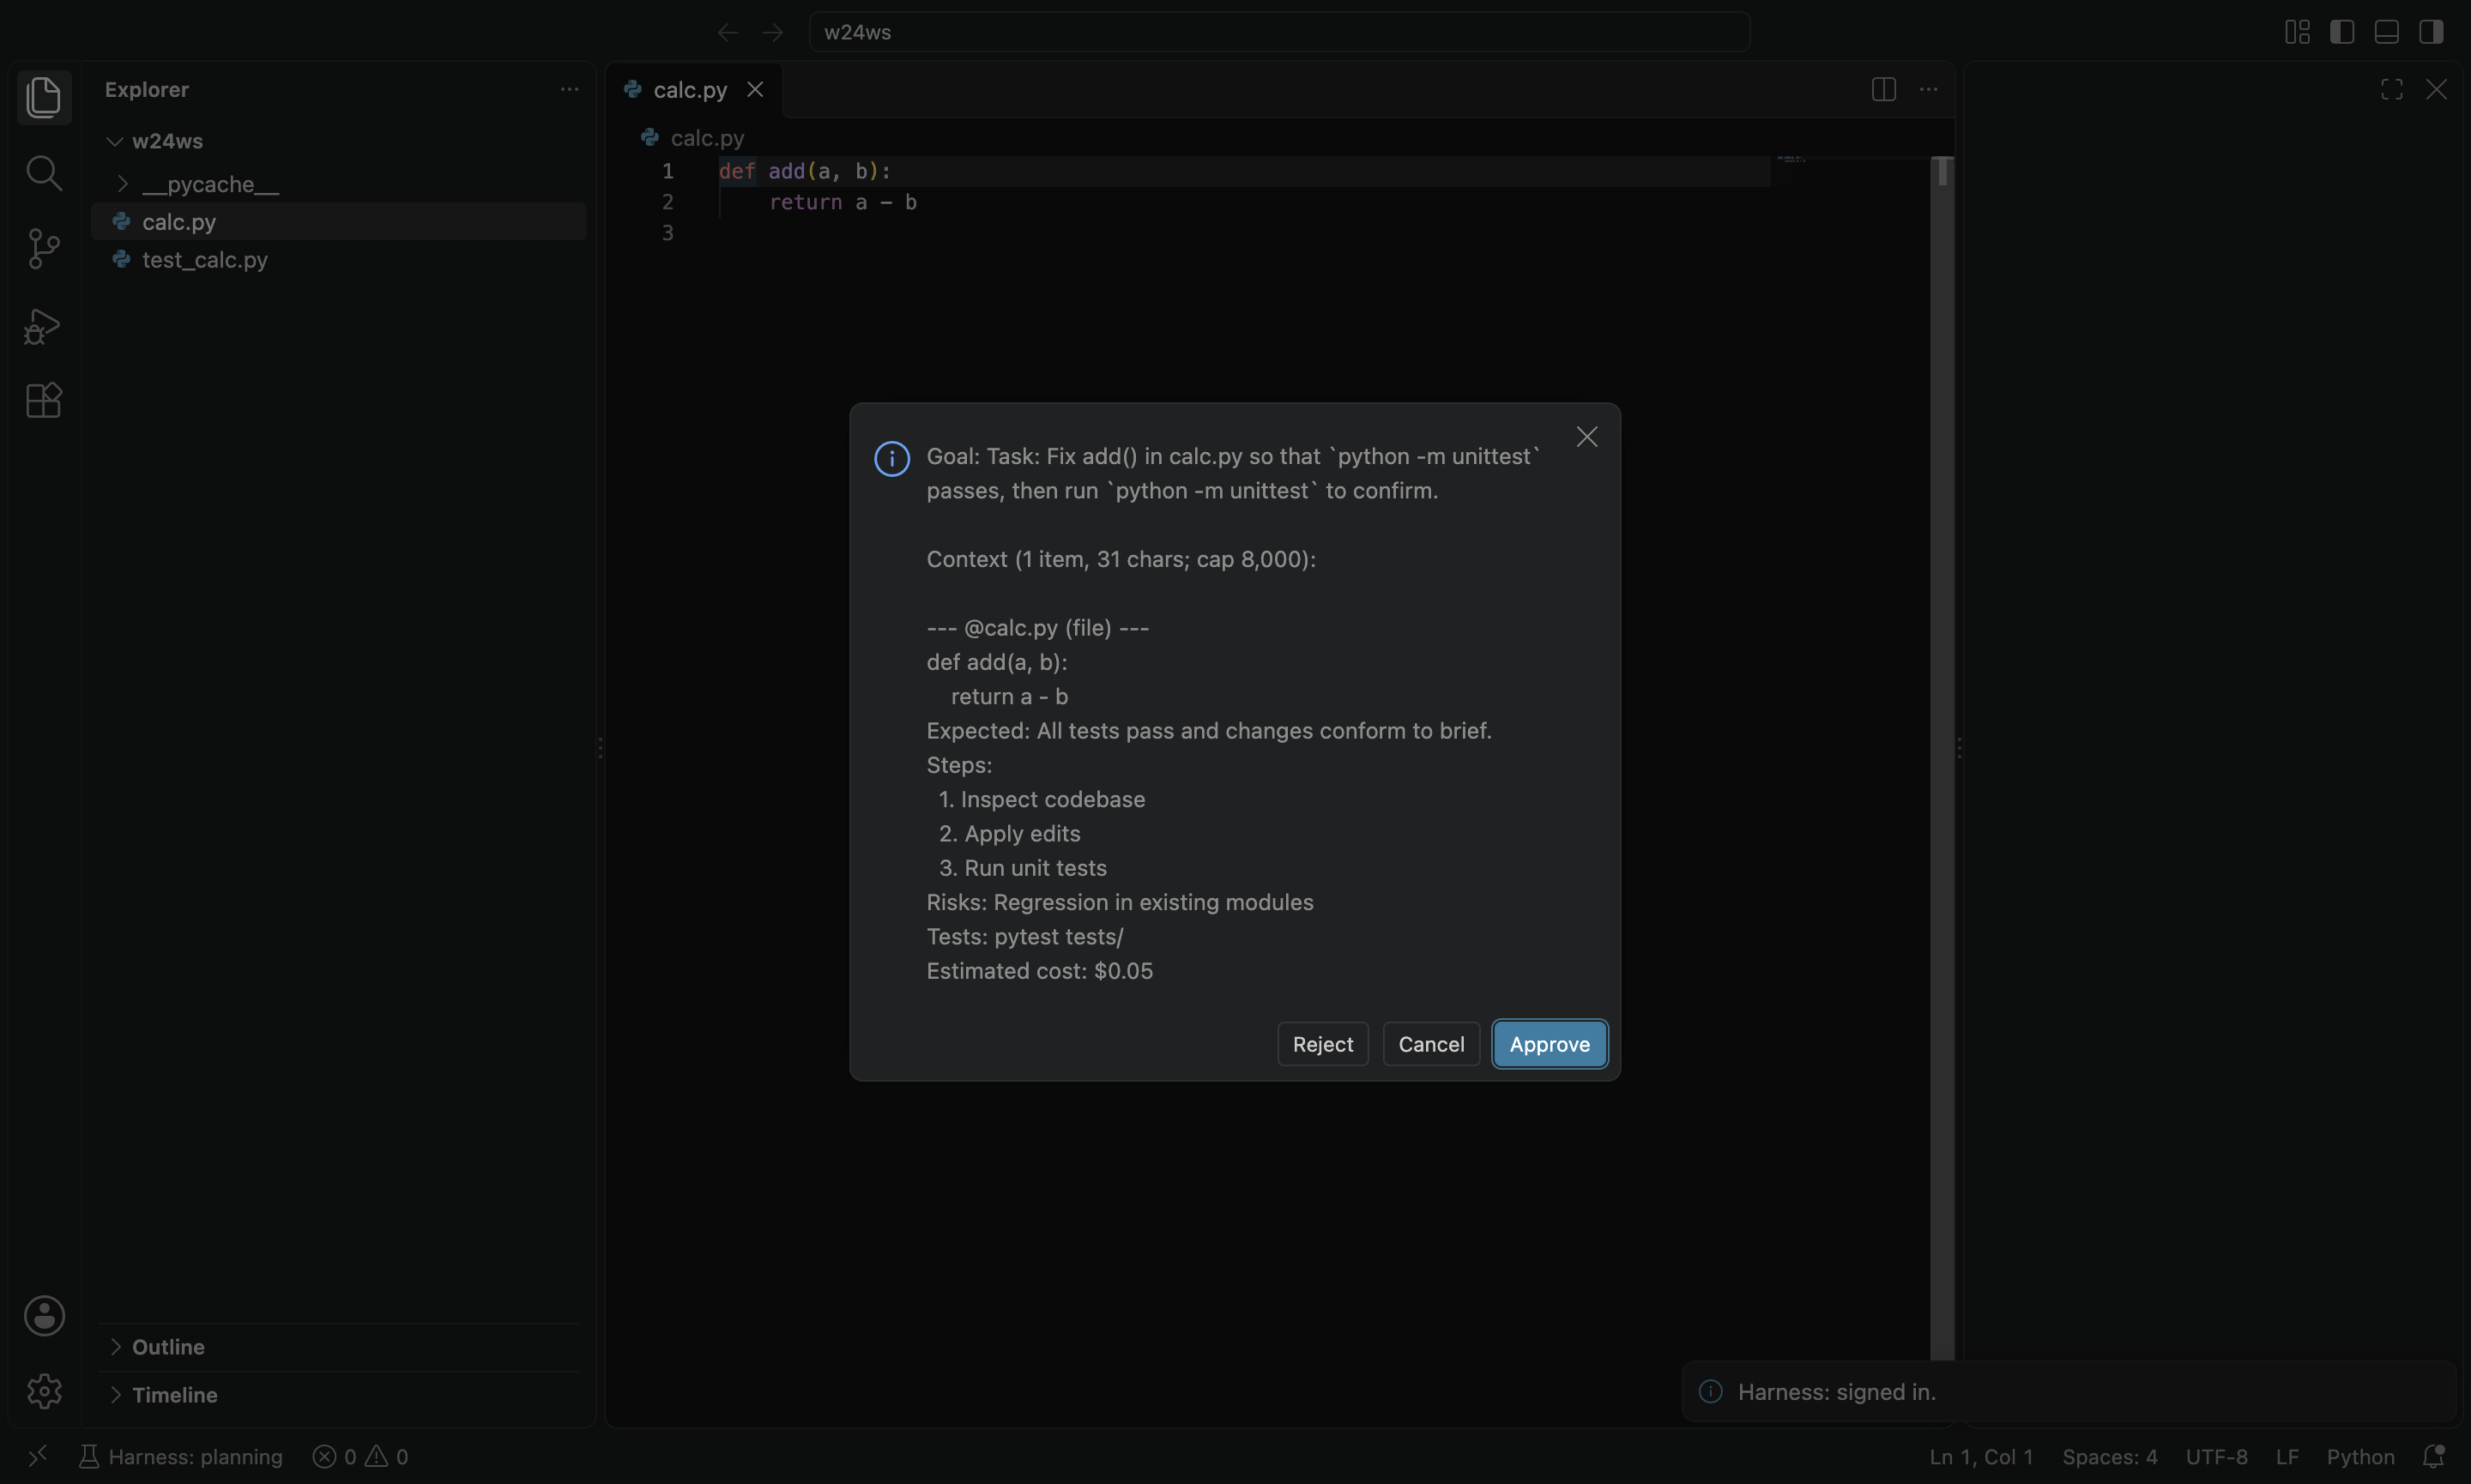 w24ws
Explorer
w24ws
__pycache__
calc.py
test_calc.py
Outline
Timeline
calc.py
calc.py
1 def add(a, b):
2     return a - b
3
Goal: Task: Fix add() in calc.py so that `python -m unittest`
passes, then run `python -m unittest` to confirm.
Context (1 item, 31 chars; cap 8,000):
--- @calc.py (file) ---
def add(a, b):
    return a - b
Expected: All tests pass and changes conform to brief.
Steps:
  1. Inspect codebase
  2. Apply edits
  3. Run unit tests
Risks: Regression in existing modules
Tests: pytest tests/
Estimated cost: $0.05
Reject Cancel Approve
Harness: signed in.
Harness: planning 0 0 Ln 1, Col 1 Spaces: 4 UTF-8 LF Python